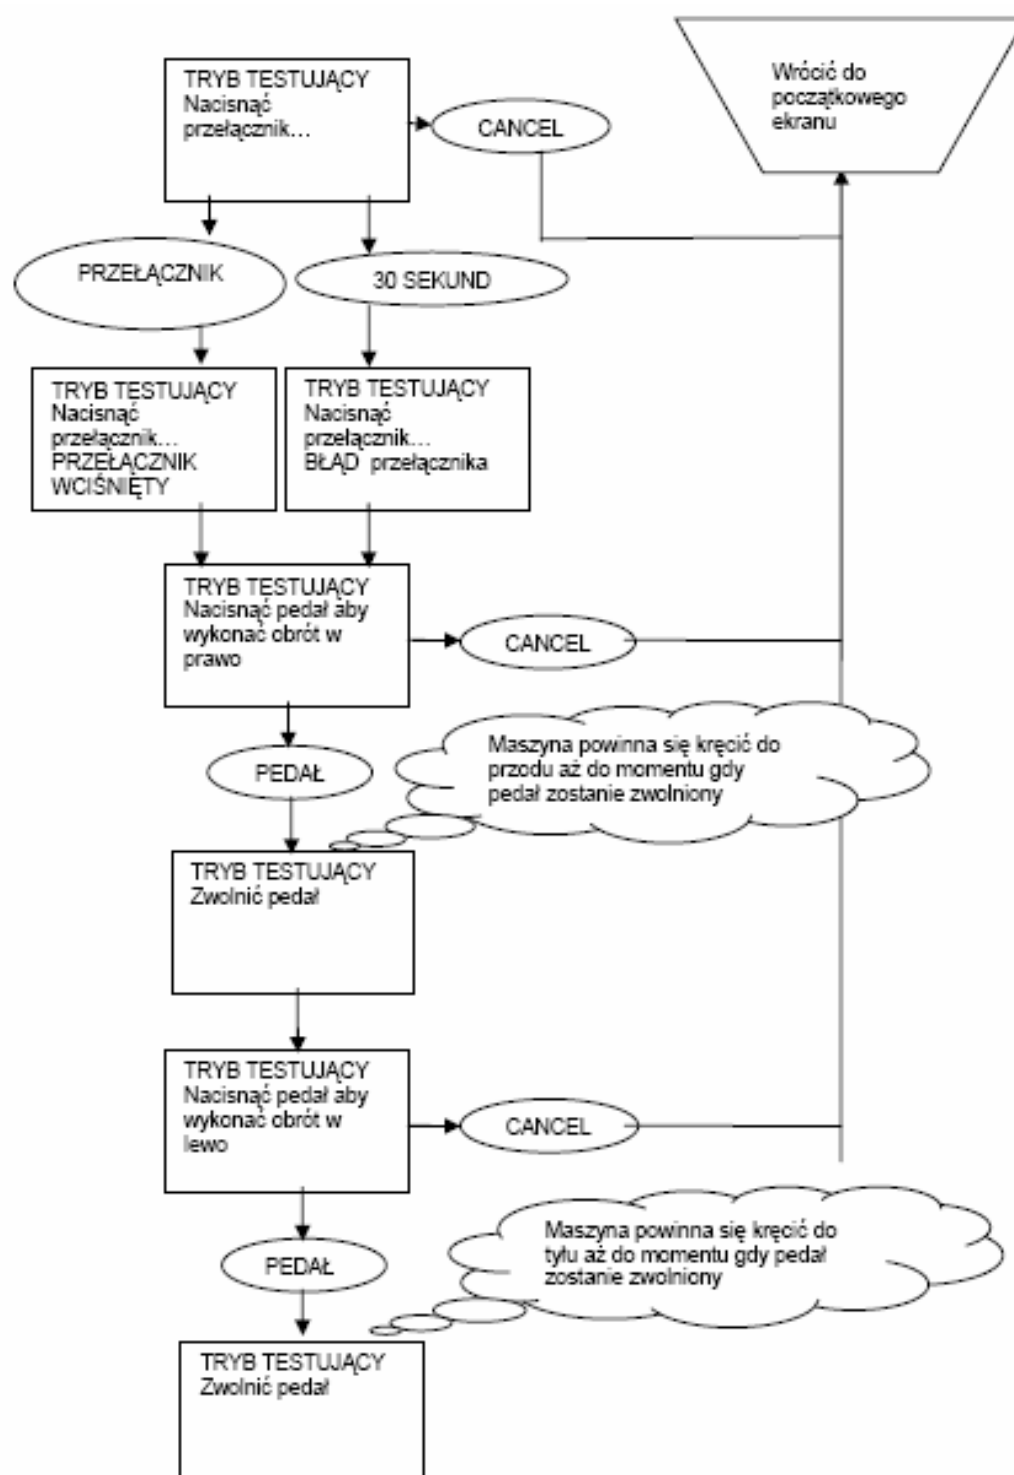 TRYB TESTUJĄCY
Nacisnąć
przełącznik...
CANCEL
Wrócić do
początkowego
ekranu
PRZEŁĄCZNIK
30 SEKUND
TRYB TESTUJĄCY
Nacisnąć
przełącznik...
PRZEŁĄCZNIK
WCIŚNIĘTY
TRYB TESTUJĄCY
Nacisnąć
przełącznik...
BŁĄD przełącznika
TRYB TESTUJĄCY
Nacisnąć pedał aby
wykonać obrót w
prawo
CANCEL
PEDAŁ
Maszyna powinna się kręcić do
przodu aż do momentu gdy
pedał zostanie zwolniony
TRYB TESTUJĄCY
Zwolnić pedał
TRYB TESTUJĄCY
Nacisnąć pedał aby
wykonać obrót w
lewo
CANCEL
PEDAŁ
Maszyna powinna się kręcić do
tyłu aż do momentu gdy pedał
zostanie zwolniony
TRYB TESTUJĄCY
Zwolnić pedał